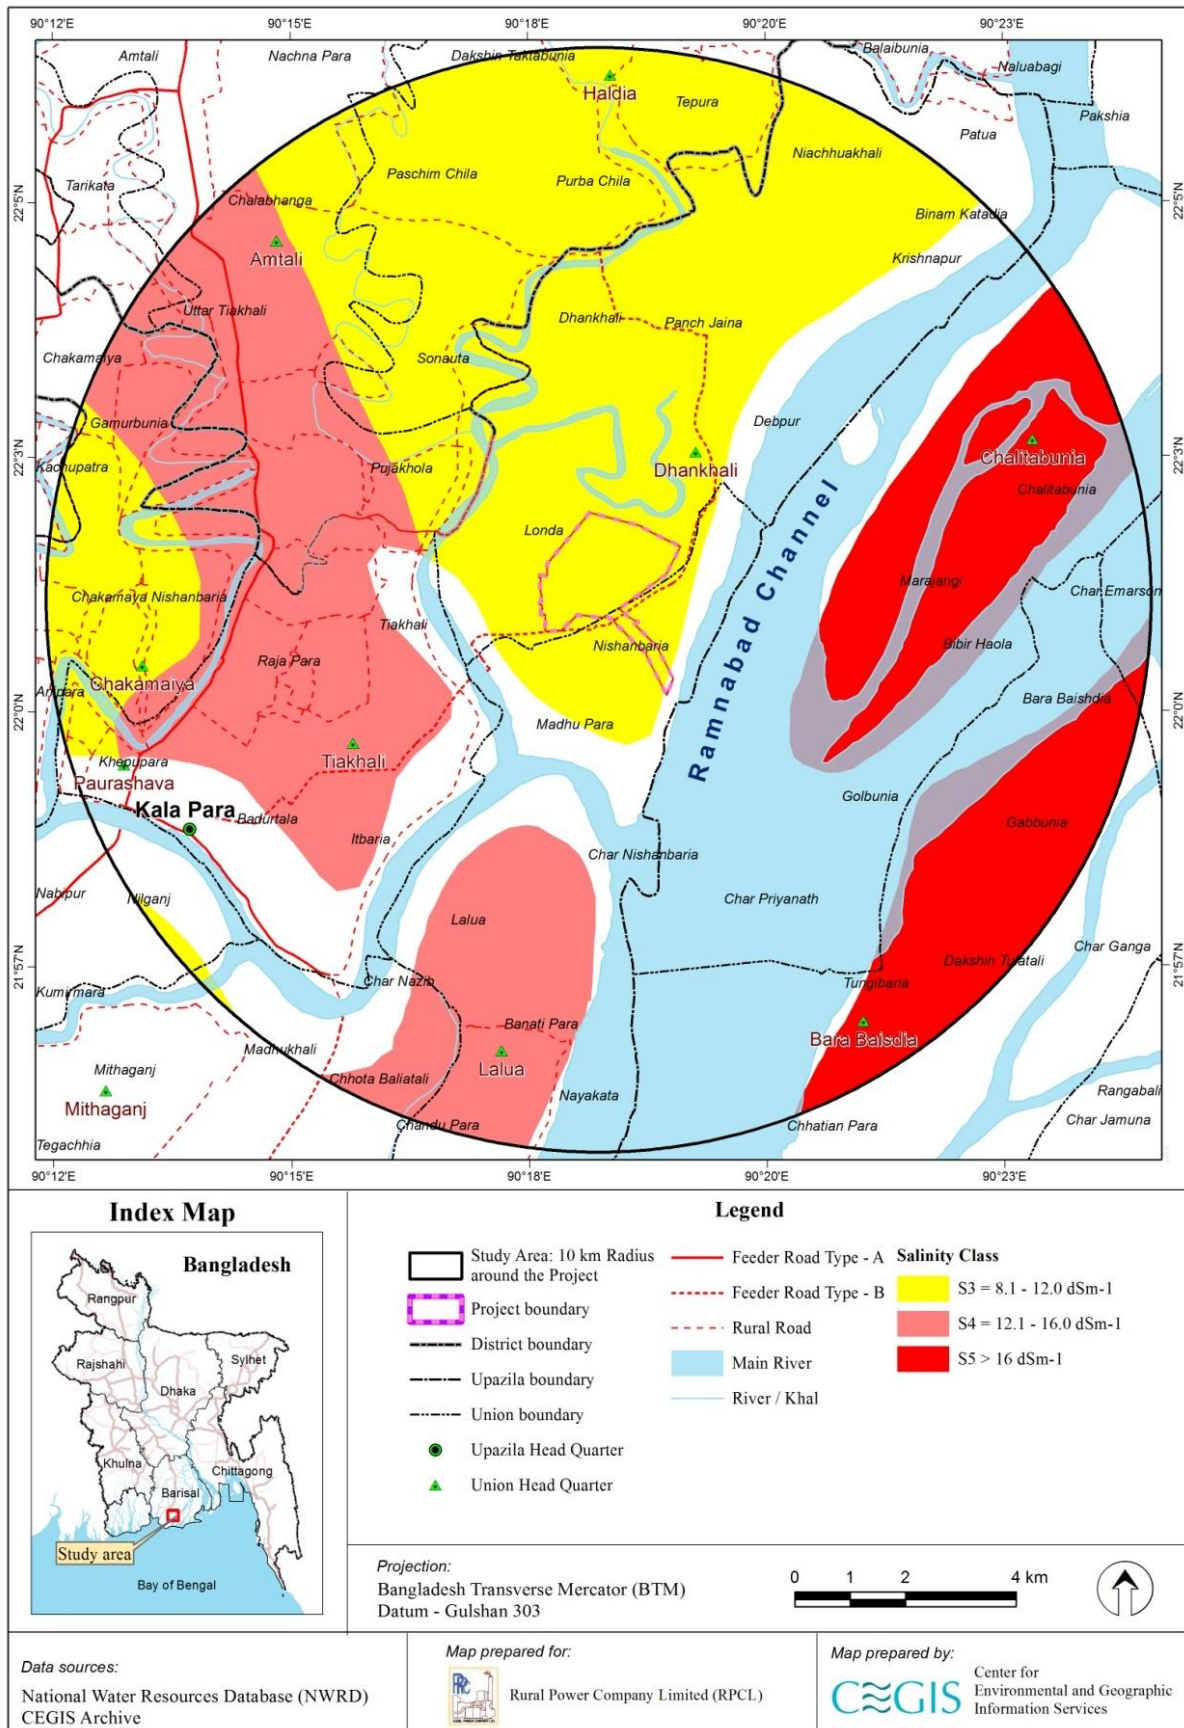 90°12'E
90°15'E
90°18'E
90°20'E
90°23'E
Amtali
Nachna Para
Dakshin Taktabunia
Balaibunia
Naluabagi
Haldia
Tepura
Pakshia
Patua
Niachhuakhali
Tarikata
Paschim Chila
Purba Chila
22°5'N
22°5'N
Chalabhanga
Binam Katadia
Amtali
Krishnapur
Uttar Tiakhali
Dhankhali
Panch Jaina
Chakamaiya
Sonauta
Gamurbunia
Debpur
22°3'N
22°3'N
Kachupatra
Pujakhola
Dhankhali
Chalitabunia
Chalitabunia
Ramnabad Channel
Londa
Marajangi
Char Emarson
Chakamaya Nishanbaria
Tiakhali
Raja Para
Nishanbaria
Bibir Haola
Chakamaiya
Ampara
Bara Baishdia
22°0'N
22°0'N
Madhu Para
Khepupara
Tiakhali
Paurashava
Golbunia
Kala Para
Badurtala
Itbaria
Gabbunia
Char Nishanbaria
Nabipur
Nilganj
Char Priyanath
Lalua
Char Ganga
21°57'N
21°57'N
Dakshin Tuatali
Kumirmara
Char Nazib
Tungibaria
Banati Para
Bara Baisdia
Madhukhali
Mithaganj
Chhota Baliatali
Lalua
Nayakata
Rangabali
Mithaganj
Chandu Para
Chhatian Para
Char Jamuna
Tegachhia
90°12'E
90°15'E
90°18'E
90°20'E
90°23'E
Index Map
Bangladesh
Rangpur
Rajshahi
Sylhet
Dhaka
Khulna
Chittagong
Barisal
Study area
Bay of Bengal
Legend
Study Area: 10 km Radius
around the Project
Project boundary
District boundary
Upazila boundary
Union boundary
Upazila Head Quarter
Union Head Quarter
Feeder Road Type - A
Feeder Road Type - B
Rural Road
Main River
River / Khal
Salinity Class
S3 = 8.1 - 12.0 dSm-1
S4 = 12.1 - 16.0 dSm-1
S5 > 16 dSm-1
Projection:
Bangladesh Transverse Mercator (BTM)
Datum - Gulshan 303
0 1 2 4 km
Data sources:
National Water Resources Database (NWRD)
CEGIS Archive
Map prepared for:
Rural Power Company Limited (RPCL)
Map prepared by:
CEGIS
Center for
Environmental and Geographic
Information Services